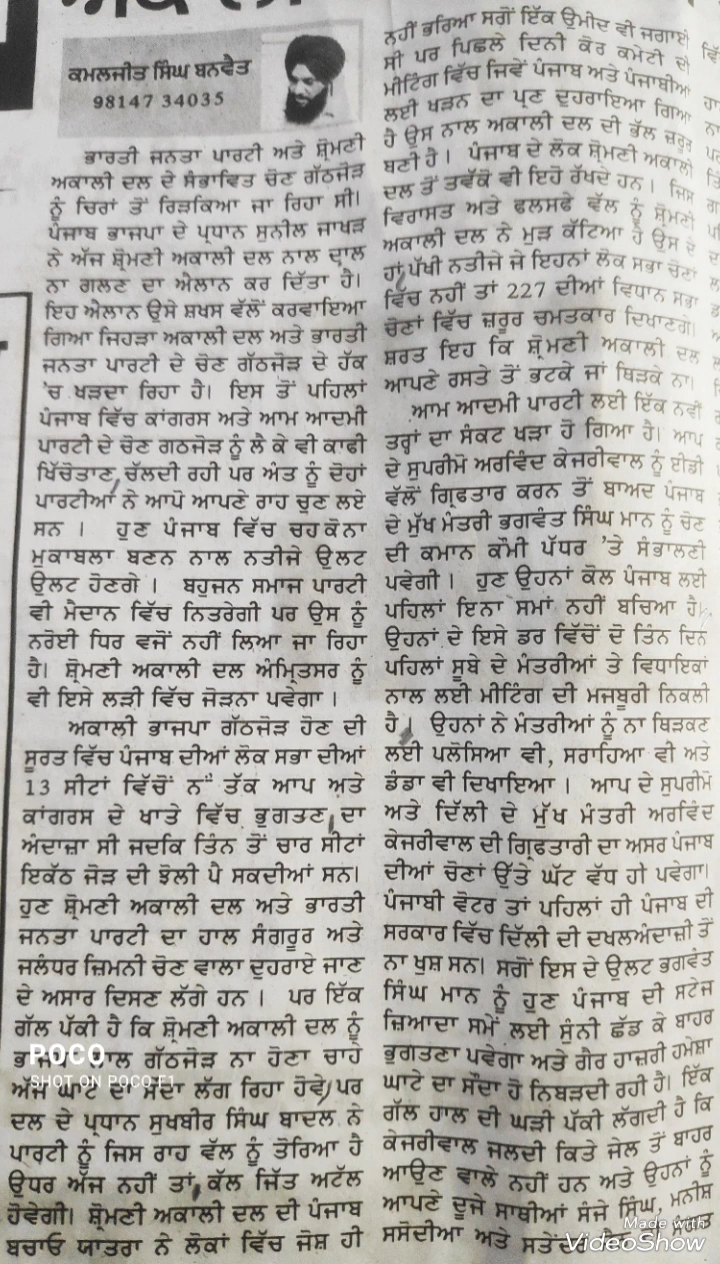 ਕਮਲਜੀਤ ਸਿੰਘ ਬਨਵੈਤ
98147 34035
ਭਾਰਤੀ ਜਨਤਾ ਪਾਰਟੀ ਅਤੇ ਸ਼੍ਰੋਮਣੀ
ਅਕਾਲੀ ਦਲ ਦੇ ਸੰਭਾਵਿਤ ਚੋਣ ਗੱਠਜੋੜ
ਨੂੰ ਚਿਰਾਂ ਤੋਂ ਰਿੜਕਿਆ ਜਾ ਰਿਹਾ ਸੀ।
ਪੰਜਾਬ ਭਾਜਪਾ ਦੇ ਪ੍ਰਧਾਨ ਸੁਨੀਲ ਜਾਖੜ
ਨੇ ਅੱਜ ਸ਼੍ਰੋਮਣੀ ਅਕਾਲੀ ਦਲ ਨਾਲ ਦਾਲ
ਨਾ ਗਲਣ ਦਾ ਐਲਾਨ ਕਰ ਦਿੱਤਾ ਹੈ।
ਇਹ ਐਲਾਨ ਉਸੇ ਸ਼ਖਸ ਵੱਲੋਂ ਕਰਵਾਇਆ
ਗਿਆ ਜਿਹੜਾ ਅਕਾਲੀ ਦਲ ਅਤੇ ਭਾਰਤੀ
ਜਨਤਾ ਪਾਰਟੀ ਦੇ ਚੋਣ ਗੱਠਜੋੜ ਦੇ ਹੱਕ
'ਚ ਖੜਦਾ ਰਿਹਾ ਹੈ। ਇਸ ਤੋਂ ਪਹਿਲਾਂ
ਪੰਜਾਬ ਵਿੱਚ ਕਾਂਗਰਸ ਅਤੇ ਆਮ ਆਦਮੀ
ਪਾਰਟੀ ਦੇ ਚੋਣ ਗਠਜੋੜ ਨੂੰ ਲੈ ਕੇ ਵੀ ਕਾਫੀ
ਖਿੱਚੋਤਾਣ ਚੱਲਦੀ ਰਹੀ ਪਰ ਅੰਤ ਨੂੰ ਦੋਹਾਂ
ਪਾਰਟੀਆਂ ਨੇ ਆਪੋ ਆਪਣੇ ਰਾਹ ਚੁਣ ਲਏ
ਸਨ । ਹੁਣ ਪੰਜਾਬ ਵਿੱਚ ਚਹਕੋਨਾ
ਮੁਕਾਬਲਾ ਬਣਨ ਨਾਲ ਨਤੀਜੇ ਉਲਟ
ਉਲਟ ਹੋਣਗੇ । ਬਹੁਜਨ ਸਮਾਜ ਪਾਰਟੀ
ਵੀ ਮੈਦਾਨ ਵਿੱਚ ਨਿਤਰੇਗੀ ਪਰ ਉਸ ਨੂੰ
ਨਰੋਈ ਧਿਰ ਵਜੋਂ ਨਹੀਂ ਲਿਆ ਜਾ ਰਿਹਾ
ਹੈ। ਸ਼੍ਰੋਮਣੀ ਅਕਾਲੀ ਦਲ ਅੰਮ੍ਰਿਤਸਰ ਨੂੰ
ਵੀ ਇਸੇ ਲੜੀ ਵਿੱਚ ਜੋੜਨਾ ਪਵੇਗਾ ।
ਅਕਾਲੀ ਭਾਜਪਾ ਗੱਠਜੋੜ ਹੋਣ ਦੀ
ਸੂਰਤ ਵਿੱਚ ਪੰਜਾਬ ਦੀਆਂ ਲੋਕ ਸਭਾ ਦੀਆਂ
13 ਸੀਟਾਂ ਵਿੱਚੋਂ ਨੌਂ ਤੱਕ ਆਪ ਅਤੇ
ਕਾਂਗਰਸ ਦੇ ਖਾਤੇ ਵਿੱਚ ਭੁਗਤਣ ਦਾ
ਅੰਦਾਜ਼ਾ ਸੀ ਜਦਕਿ ਤਿੰਨ ਤੋਂ ਚਾਰ ਸੀਟਾਂ
ਇਕੱਠ ਜੋੜ ਦੀ ਝੋਲੀ ਪੈ ਸਕਦੀਆਂ ਸਨ।
ਹੁਣ ਸ਼੍ਰੋਮਣੀ ਅਕਾਲੀ ਦਲ ਅਤੇ ਭਾਰਤੀ
ਜਨਤਾ ਪਾਰਟੀ ਦਾ ਹਾਲ ਸੰਗਰੂਰ ਅਤੇ
ਜਲੰਧਰ ਜ਼ਿਮਨੀ ਚੋਣ ਵਾਲਾ ਦੁਹਰਾਏ ਜਾਣ
ਦੇ ਅਸਾਰ ਦਿਸਣ ਲੱਗੇ ਹਨ । ਪਰ ਇੱਕ
ਗੱਲ ਪੱਕੀ ਹੈ ਕਿ ਸ਼੍ਰੋਮਣੀ ਅਕਾਲੀ ਦਲ ਨੂੰ
ਭਾਜਪਾ ਨਾਲ ਗੱਠਜੋੜ ਨਾ ਹੋਣਾ ਚਾਹੇ
ਅੱਜ ਘਾਟੇ ਦਾ ਸੌਦਾ ਲੱਗ ਰਿਹਾ ਹੋਵੇ ਪਰ
ਦਲ ਦੇ ਪ੍ਰਧਾਨ ਸੁਖਬੀਰ ਸਿੰਘ ਬਾਦਲ ਨੇ
ਪਾਰਟੀ ਨੂੰ ਜਿਸ ਰਾਹ ਵੱਲ ਨੂੰ ਤੋਰਿਆ ਹੈ
ਉਧਰ ਅੱਜ ਨਹੀਂ ਤਾਂ ਕੱਲ ਜਿੱਤ ਅਟੱਲ
ਹੋਵੇਗੀ। ਸ਼੍ਰੋਮਣੀ ਅਕਾਲੀ ਦਲ ਦੀ ਪੰਜਾਬ
ਬਚਾਓ ਯਾਤਰਾ ਨੇ ਲੋਕਾਂ ਵਿੱਚ ਜੋਸ਼ ਹੀ
ਨਹੀਂ ਭਰਿਆ ਸਗੋਂ ਇੱਕ ਉਮੀਦ ਵੀ ਜਗਾਈ
ਸੀ ਪਰ ਪਿਛਲੇ ਦਿਨੀ ਕੋਰ ਕਮੇਟੀ ਦੀ
ਮੀਟਿੰਗ ਵਿੱਚ ਜਿਵੇਂ ਪੰਜਾਬ ਅਤੇ ਪੰਜਾਬੀਆਂ
ਲਈ ਖੜਨ ਦਾ ਪ੍ਰਣ ਦੁਹਰਾਇਆ ਗਿਆ
ਹੈ ਉਸ ਨਾਲ ਅਕਾਲੀ ਦਲ ਦੀ ਭੱਲ ਜ਼ਰੂਰ
ਬਣੀ ਹੈ । ਪੰਜਾਬ ਦੇ ਲੋਕ ਸ਼੍ਰੋਮਣੀ ਅਕਾਲੀ
ਦਲ ਤੋਂ ਤਵੱਕੋ ਵੀ ਇਹੋ ਰੱਖਦੇ ਹਨ । ਜਿਸ
ਵਿਰਾਸਤ ਅਤੇ ਫਲਸਫੇ ਵੱਲ ਨੂੰ ਸ਼੍ਰੋਮਣੀ
ਅਕਾਲੀ ਦਲ ਨੇ ਮੁੜ ਕੱਟਿਆ ਹੈ ਉਸ ਦੇ
ਹਾਂ ਪੱਖੀ ਨਤੀਜੇ ਜੇ ਇਹਨਾਂ ਲੋਕ ਸਭਾ ਚੋਣਾਂ
ਵਿੱਚ ਨਹੀਂ ਤਾਂ 227 ਦੀਆਂ ਵਿਧਾਨ ਸਭਾ
ਚੋਣਾਂ ਵਿੱਚ ਜ਼ਰੂਰ ਚਮਤਕਾਰ ਦਿਖਾਣਗੇ।
ਸ਼ਰਤ ਇਹ ਕਿ ਸ਼੍ਰੋਮਣੀ ਅਕਾਲੀ ਦਲ
ਆਪਣੇ ਰਸਤੇ ਤੋਂ ਭਟਕੇ ਜਾਂ ਥਿੜਕੇ ਨਾ।
ਆਮ ਆਦਮੀ ਪਾਰਟੀ ਲਈ ਇੱਕ ਨਵੀਂ
ਤਰ੍ਹਾਂ ਦਾ ਸੰਕਟ ਖੜਾ ਹੋ ਗਿਆ ਹੈ। ਆਪ
ਦੇ ਸੁਪਰੀਮੋ ਅਰਵਿੰਦ ਕੇਜਰੀਵਾਲ ਨੂੰ ਈਡੀ
ਵੱਲੋਂ ਗ੍ਰਿਫਤਾਰ ਕਰਨ ਤੋਂ ਬਾਅਦ ਪੰਜਾਬ
ਦੇ ਮੁੱਖ ਮੰਤਰੀ ਭਗਵੰਤ ਸਿੰਘ ਮਾਨ ਨੂੰ ਚੋਣ
ਦੀ ਕਮਾਨ ਕੌਮੀ ਪੱਧਰ 'ਤੇ ਸੰਭਾਲਣੀ
ਪਵੇਗੀ । ਹੁਣ ਉਹਨਾਂ ਕੋਲ ਪੰਜਾਬ ਲਈ
ਪਹਿਲਾਂ ਇਨਾ ਸਮਾਂ ਨਹੀਂ ਬਚਿਆ ਹੈ।
ਉਹਨਾਂ ਦੇ ਇਸੇ ਡਰ ਵਿੱਚੋਂ ਦੋ ਤਿੰਨ ਦਿਨ
ਪਹਿਲਾਂ ਸੂਬੇ ਦੇ ਮੰਤਰੀਆਂ ਤੇ ਵਿਧਾਇਕਾਂ
ਨਾਲ ਲਈ ਮੀਟਿੰਗ ਦੀ ਮਜਬੂਰੀ ਨਿਕਲੀ
ਹੈ। ਉਹਨਾਂ ਨੇ ਮੰਤਰੀਆਂ ਨੂੰ ਨਾ ਥਿੜਕਣ
ਲਈ ਪਲੋਸਿਆ ਵੀ, ਸਰਾਹਿਆ ਵੀ ਅਤੇ
ਡੰਡਾ ਵੀ ਦਿਖਾਇਆ । ਆਪ ਦੇ ਸੁਪਰੀਮੋ
ਅਤੇ ਦਿੱਲੀ ਦੇ ਮੁੱਖ ਮੰਤਰੀ ਅਰਵਿੰਦ
ਕੇਜਰੀਵਾਲ ਦੀ ਗ੍ਰਿਫਤਾਰੀ ਦਾ ਅਸਰ ਪੰਜਾਬ
ਦੀਆਂ ਚੋਣਾਂ ਉੱਤੇ ਘੱਟ ਵੱਧ ਹੀ ਪਵੇਗਾ।
ਪੰਜਾਬੀ ਵੋਟਰ ਤਾਂ ਪਹਿਲਾਂ ਹੀ ਪੰਜਾਬ ਦੀ
ਸਰਕਾਰ ਵਿੱਚ ਦਿੱਲੀ ਦੀ ਦਖਲਅੰਦਾਜ਼ੀ ਤੋਂ
ਨਾ ਖੁਸ਼ ਸਨ। ਸਗੋਂ ਇਸ ਦੇ ਉਲਟ ਭਗਵੰਤ
ਸਿੰਘ ਮਾਨ ਨੂੰ ਹੁਣ ਪੰਜਾਬ ਦੀ ਸਟੇਜ
ਜ਼ਿਆਦਾ ਸਮੇਂ ਲਈ ਸੁੰਨੀ ਛੱਡ ਕੇ ਬਾਹਰ
ਭੁਗਤਣਾ ਪਵੇਗਾ ਅਤੇ ਗੈਰ ਹਾਜ਼ਰੀ ਹਮੇਸ਼ਾ
ਘਾਟੇ ਦਾ ਸੌਦਾ ਹੋ ਨਿਬੜਦੀ ਰਹੀ ਹੈ। ਇੱਕ
ਗੱਲ ਹਾਲ ਦੀ ਘੜੀ ਪੱਕੀ ਲੱਗਦੀ ਹੈ ਕਿ
ਕੇਜਰੀਵਾਲ ਜਲਦੀ ਕਿਤੇ ਜੇਲ ਤੋਂ ਬਾਹਰ
ਆਉਣ ਵਾਲੇ ਨਹੀਂ ਹਨ ਅਤੇ ਉਹਨਾਂ ਨੂੰ
ਆਪਣੇ ਦੂਜੇ ਸਾਥੀਆਂ ਸੰਜੇ ਸਿੰਘ, ਮਨੀਸ਼
ਸਸੋਦੀਆ ਅਤੇ
POCO
SHOT ON POCO F1
Made with
VideoShow